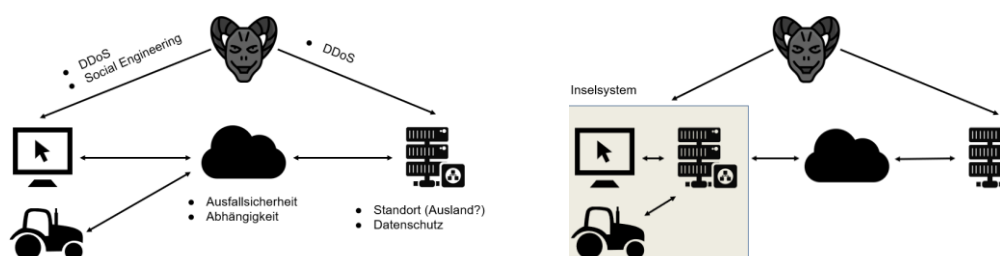 • DDoS
• Social Engineering
• DDoS
• Ausfallsicherheit
• Abhängigkeit
• Standort (Ausland?)
• Datenschutz
Inselsystem